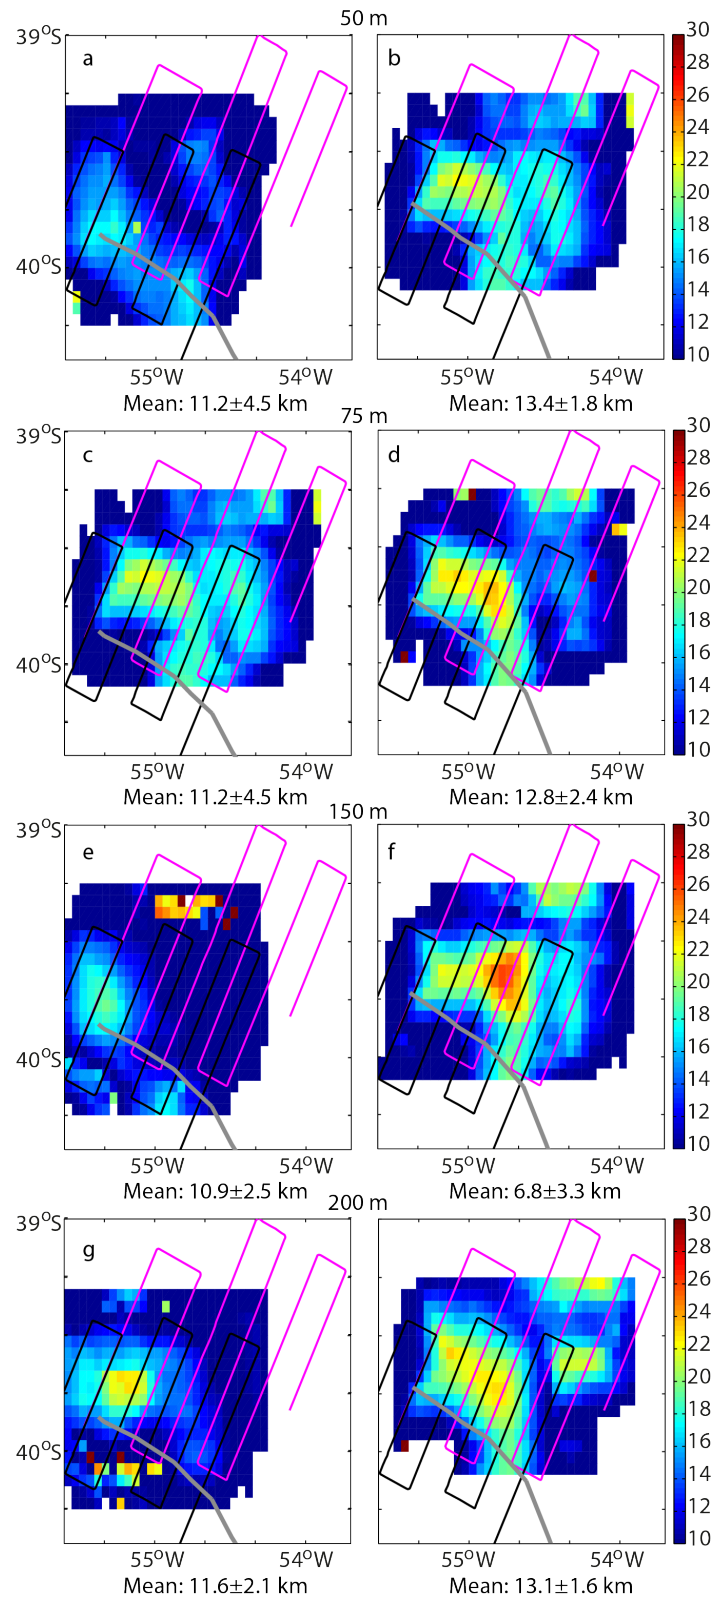 50 m
39°S
a
b
40°S
55°W 54°W 55°W 54°W
30
28
26
24
22
20
18
16
14
12
10
Mean: 11.2±4.5 km Mean: 13.4±1.8 km
75 m
39°S
c
d
40°S
55°W 54°W 55°W 54°W
30
28
26
24
22
20
18
16
14
12
10
Mean: 11.2±4.5 km Mean: 12.8±2.4 km
150 m
39°S
e
f
40°S
55°W 54°W 55°W 54°W
30
28
26
24
22
20
18
16
14
12
10
Mean: 10.9±2.5 km Mean: 6.8±3.3 km
200 m
39°S
g
40°S
55°W 54°W 55°W 54°W
30
28
26
24
22
20
18
16
14
12
10
Mean: 11.6±2.1 km Mean: 13.1±1.6 km